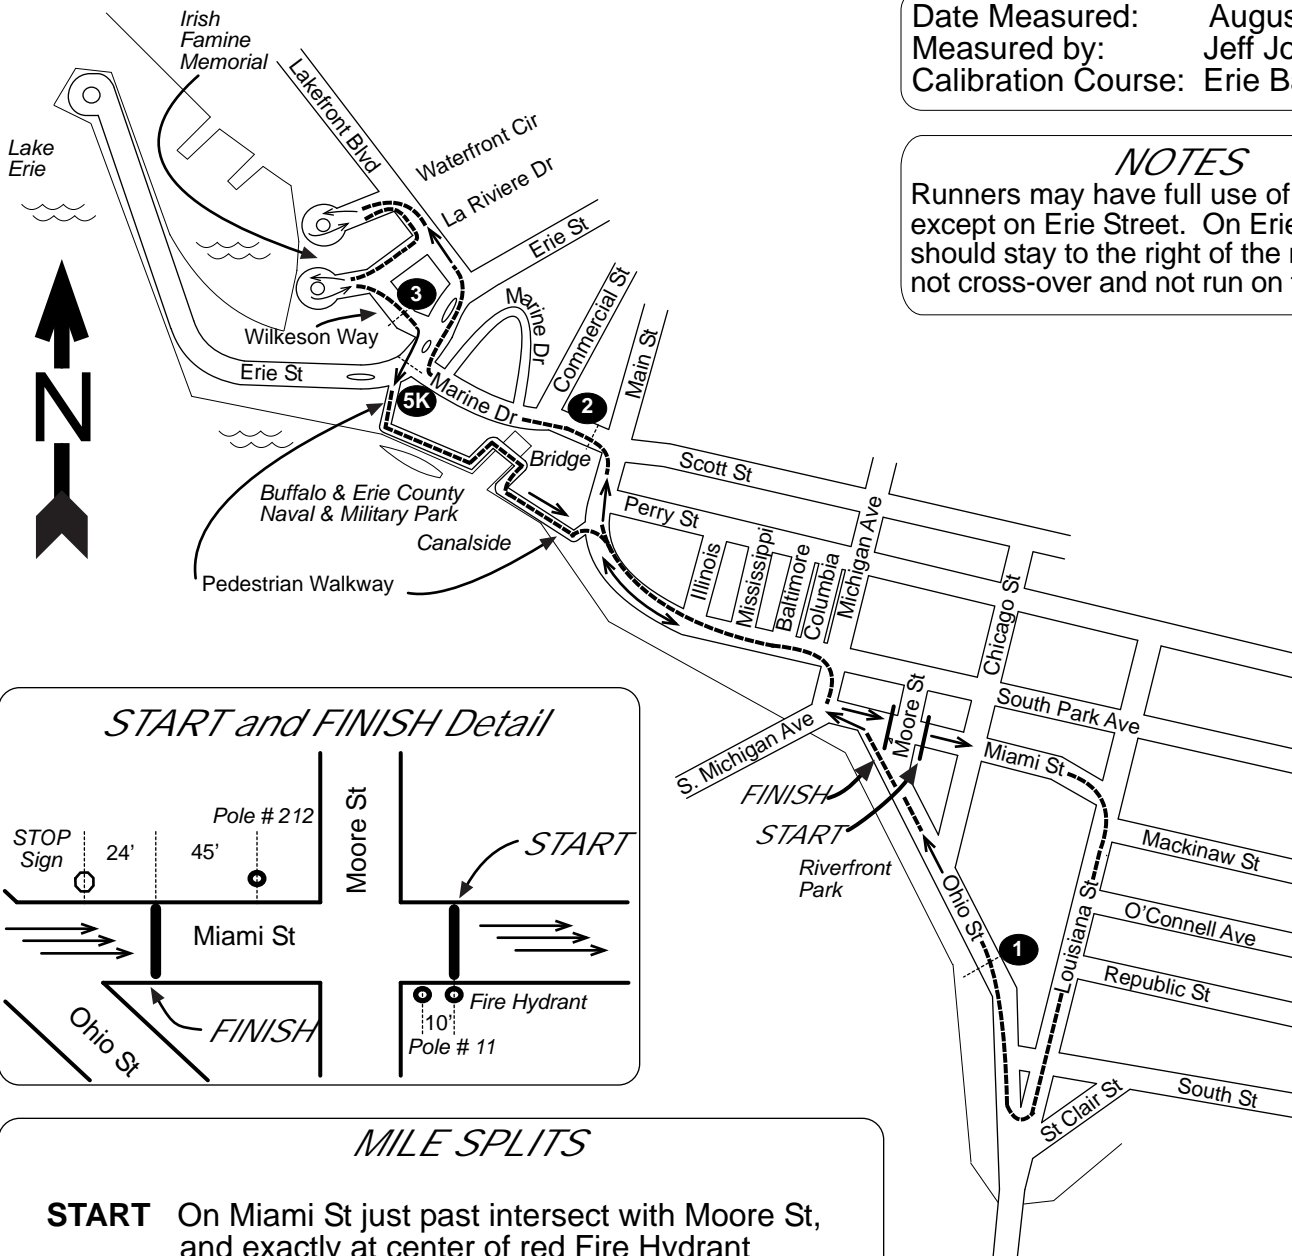 Date Measured:
Measured by:
Calibration Course:
NOTES
Runners may have full use of
except on Erie Street. On
should stay to the right of the
not cross-over and not run on
Irish
Famine
Memorial
Lake
Erie
Lakefront Blvd
Waterfront Cir
La Riviere Dr
Erie St
3
Wilkeson Way
Erie St
Marine Dr
Commercial St
Main St
5K
Marine Dr
2
N
Bridge
Scott St
Buffalo & Erie County
Naval & Military Park
Perry St
Canalside
Pedestrian Walkway
Illinois
Mississippi
Baltimore
Columbia
Michigan Ave
Chicago St
Moore St
South Park Ave
S. Michigan Ave
Miami St
FINISH
START
Riverfront
Park
Mackinaw St
Ohio St
Louisiana St
O'Connell Ave
1
Republic St
South St
St Clair St
START and FINISH Detail
Pole # 212
STOP
Sign
24'
45'
Moore St
START
Miami St
Fire Hydrant
10'
Pole # 11
FINISH
Ohio St
MILE SPLITS
START On Miami St just past intersect with Moore St,
and exactly at center of red Fire Hydrant